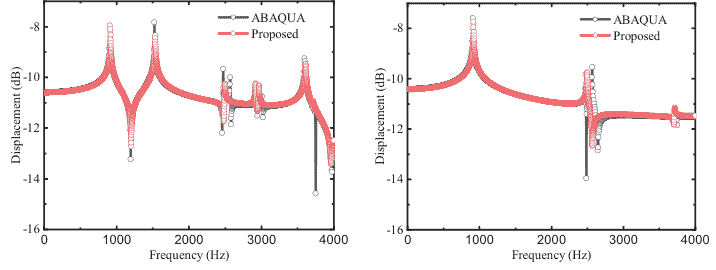 ABAQUA
Proposed
Displacement (dB)
-8
-10
-12
-14
-16
0 1000 2000 3000 4000
Frequency (Hz)
ABAQUA
Proposed
Displacement (dB)
-8
-10
-12
-14
-16
0 1000 2000 3000 4000
Frequency (Hz)